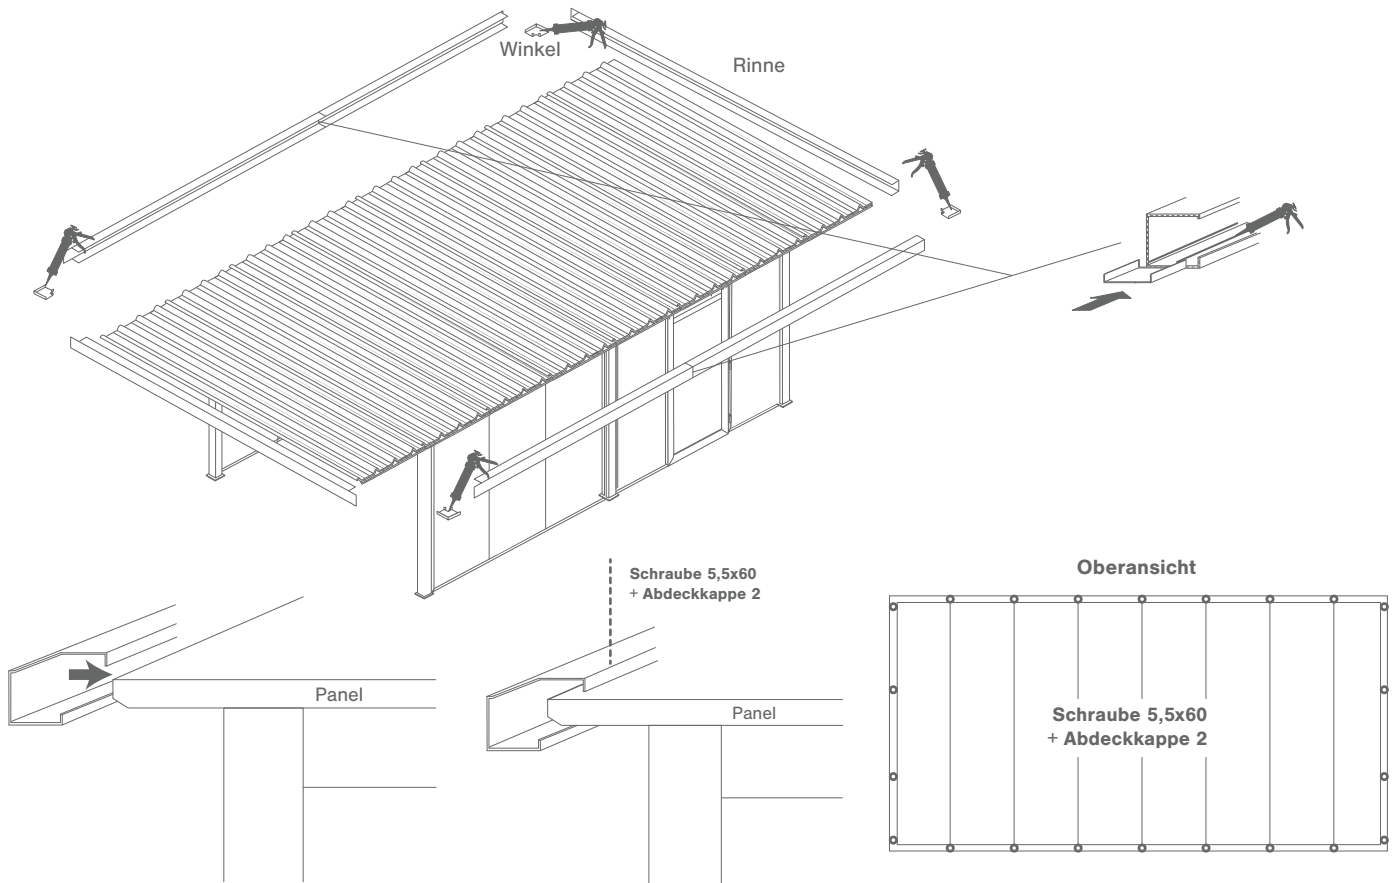 Winkel
Rinne
Schraube 5,5x60
+ Abdeckkappe 2
Oberansicht
Panel
Panel
Schraube 5,5x60
+ Abdeckkappe 2